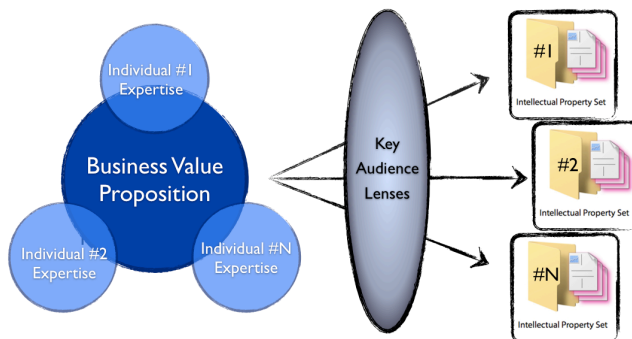 Individual #1
Expertise
Business Value
Proposition
Individual #2
Expertise
Individual #N
Expertise
Key
Audience
Lenses
#1
Intellectual Property Set
#2
Intellectual Property Set
#N
Intellectual Property Set